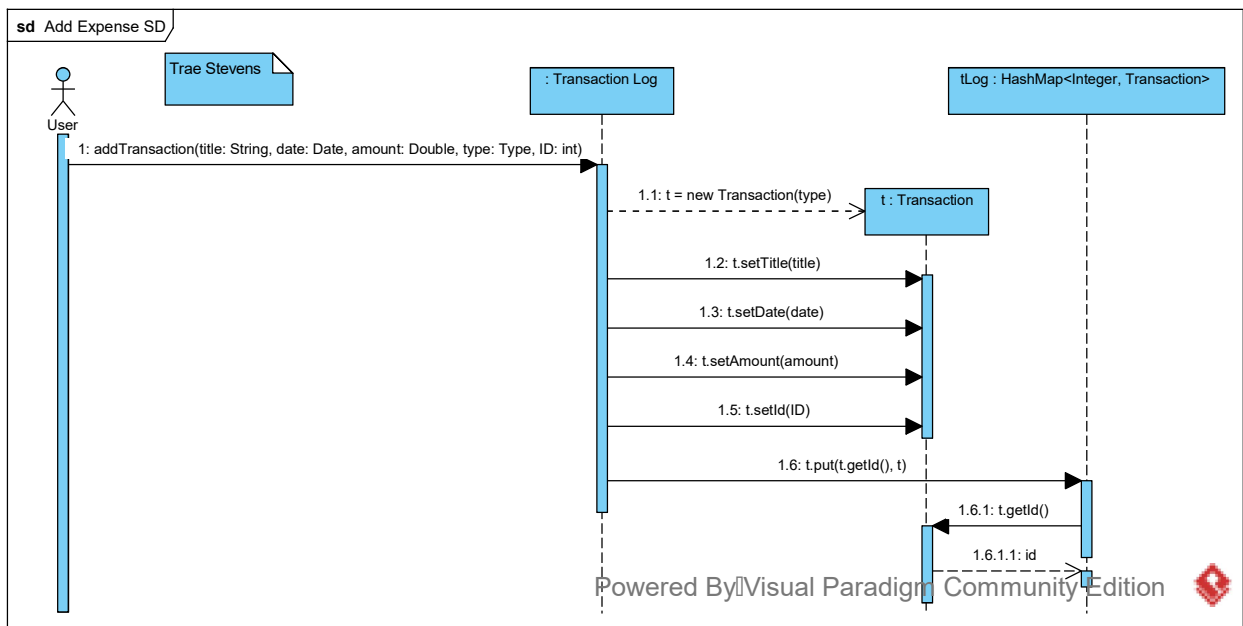 sd Add Expense SD
Trae Stevens
: Transaction Log
tLog : HashMap<Integer, Transaction>
User
1: addTransaction(title: String, date: Date, amount: Double, type: Type, ID: int)
1.1: t = new Transaction(type)
t : Transaction
1.2: t.setTitle(title)
1.3: t.setDate(date)
1.4: t.setAmount(amount)
1.5: t.setId(ID)
1.6: t.put(t.getId(), t)
1.6.1: t.getId()
1.6.1.1: id
Powered By Visual Paradigm Community Edition